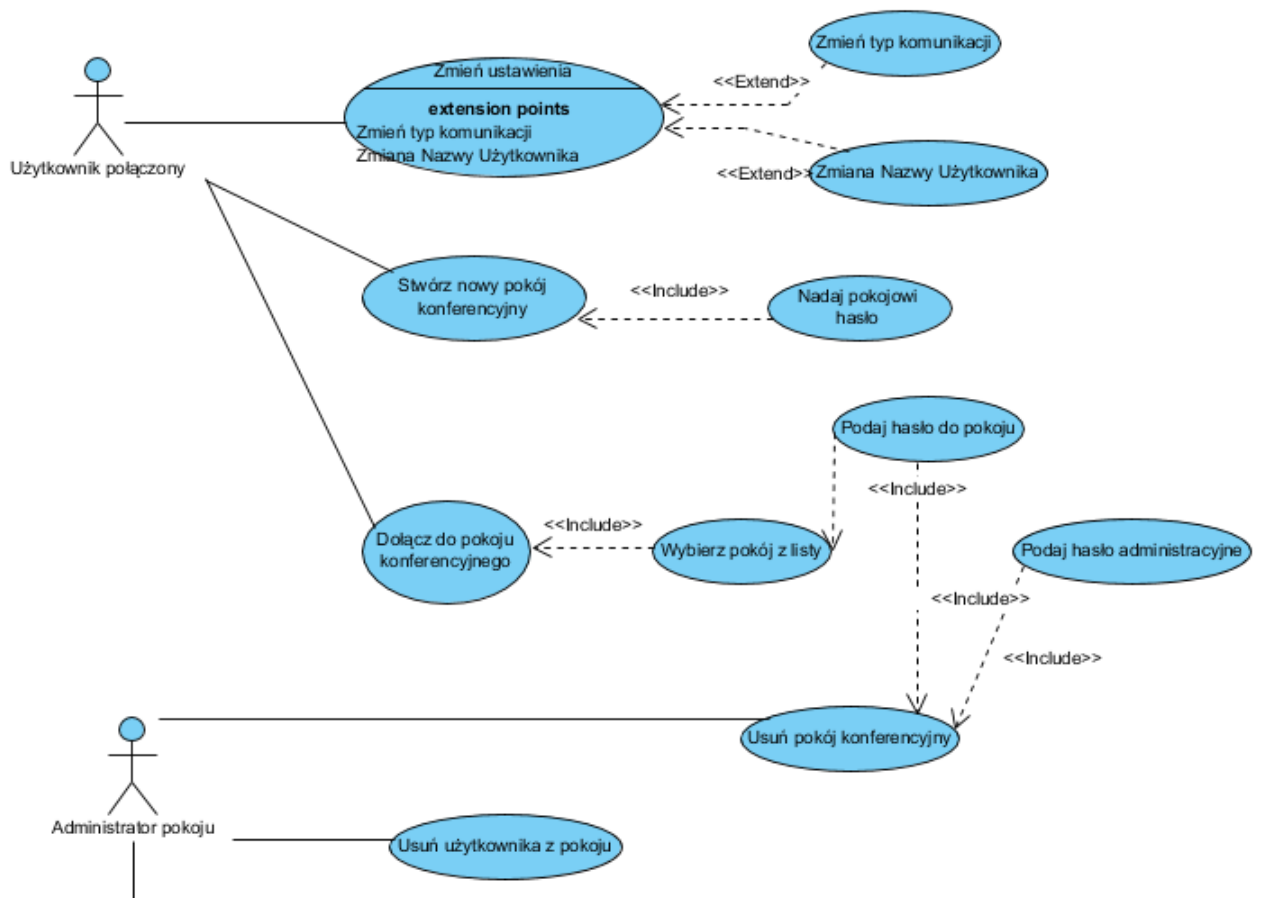 Zmień typ komunikacji
<<Extend>>
Zmień ustawienia
extension points
Zmień typ komunikacji
Zmiana Nazwy Użytkownika
Użytkownik połączony
<<Extend>>
Zmiana Nazwy Użytkownika
Stwórz nowy pokój
konferencyjny
<<Include>>
Nadaj pokojowi
hasło
Podaj hasło do pokoju
<<Include>>
Dołącz do pokoju
konferencyjnego
<<Include>>
Wybierz pokój z listy
Podaj hasło administracyjne
<<Include>>
<<Include>>
Usuń pokój konferencyjny
Administrator pokoju
Usuń użytkownika z pokoju